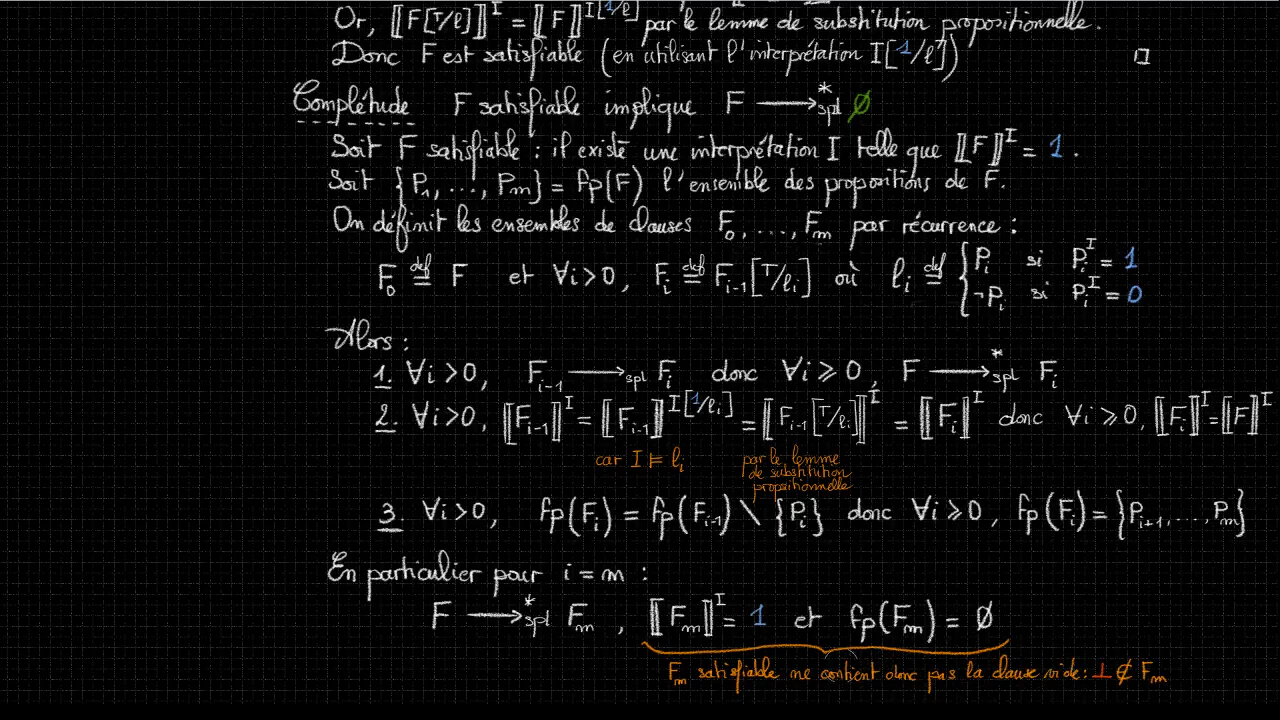 Or, ⟦F[⊤/ℓ]⟧^I = ⟦F⟧^I[1/ℓ] par le lemme de substitution propositionnelle.
Donc F est satisfiable (en utilisant l'interprétation I[1/ℓ]) □
Complétude F satisfiable implique F →*spl ∅
Soit F satisfiable : il existe une interprétation I telle que ⟦F⟧^I = 1.
Soit {P₁, ..., Pₘ} = fp(F) l'ensemble des propositions de F.
On définit les ensembles de clauses F₀, ..., Fₘ par récurrence :
F₀ =def F et ∀i>0, Fᵢ =def Fᵢ₋₁[⊤/ℓᵢ] où ℓᵢ =def { Pᵢ si Pᵢ^I = 1
¬Pᵢ si Pᵢ^I = 0
Alors :
1. ∀i>0, Fᵢ₋₁ →spl Fᵢ donc ∀i⩾0, F →*spl Fᵢ
2. ∀i>0, ⟦Fᵢ₋₁⟧^I = ⟦Fᵢ₋₁⟧^I[1/ℓᵢ] = ⟦Fᵢ₋₁[⊤/ℓᵢ]⟧^I = ⟦Fᵢ⟧^I donc ∀i⩾0, ⟦Fᵢ⟧^I = ⟦F⟧^I
car I ⊨ ℓᵢ par le lemme
de substitution
propositionnelle
3. ∀i>0, fp(Fᵢ) = fp(Fᵢ₋₁) \ {Pᵢ} donc ∀i⩾0, fp(Fᵢ) = {Pᵢ₊₁, ..., Pₘ}
En particulier pour i = m :
F →*spl Fₘ, ⟦Fₘ⟧^I = 1 et fp(Fₘ) = ∅
Fₘ satisfiable ne contient donc pas la clause vide : ⊥ ∉ Fₘ